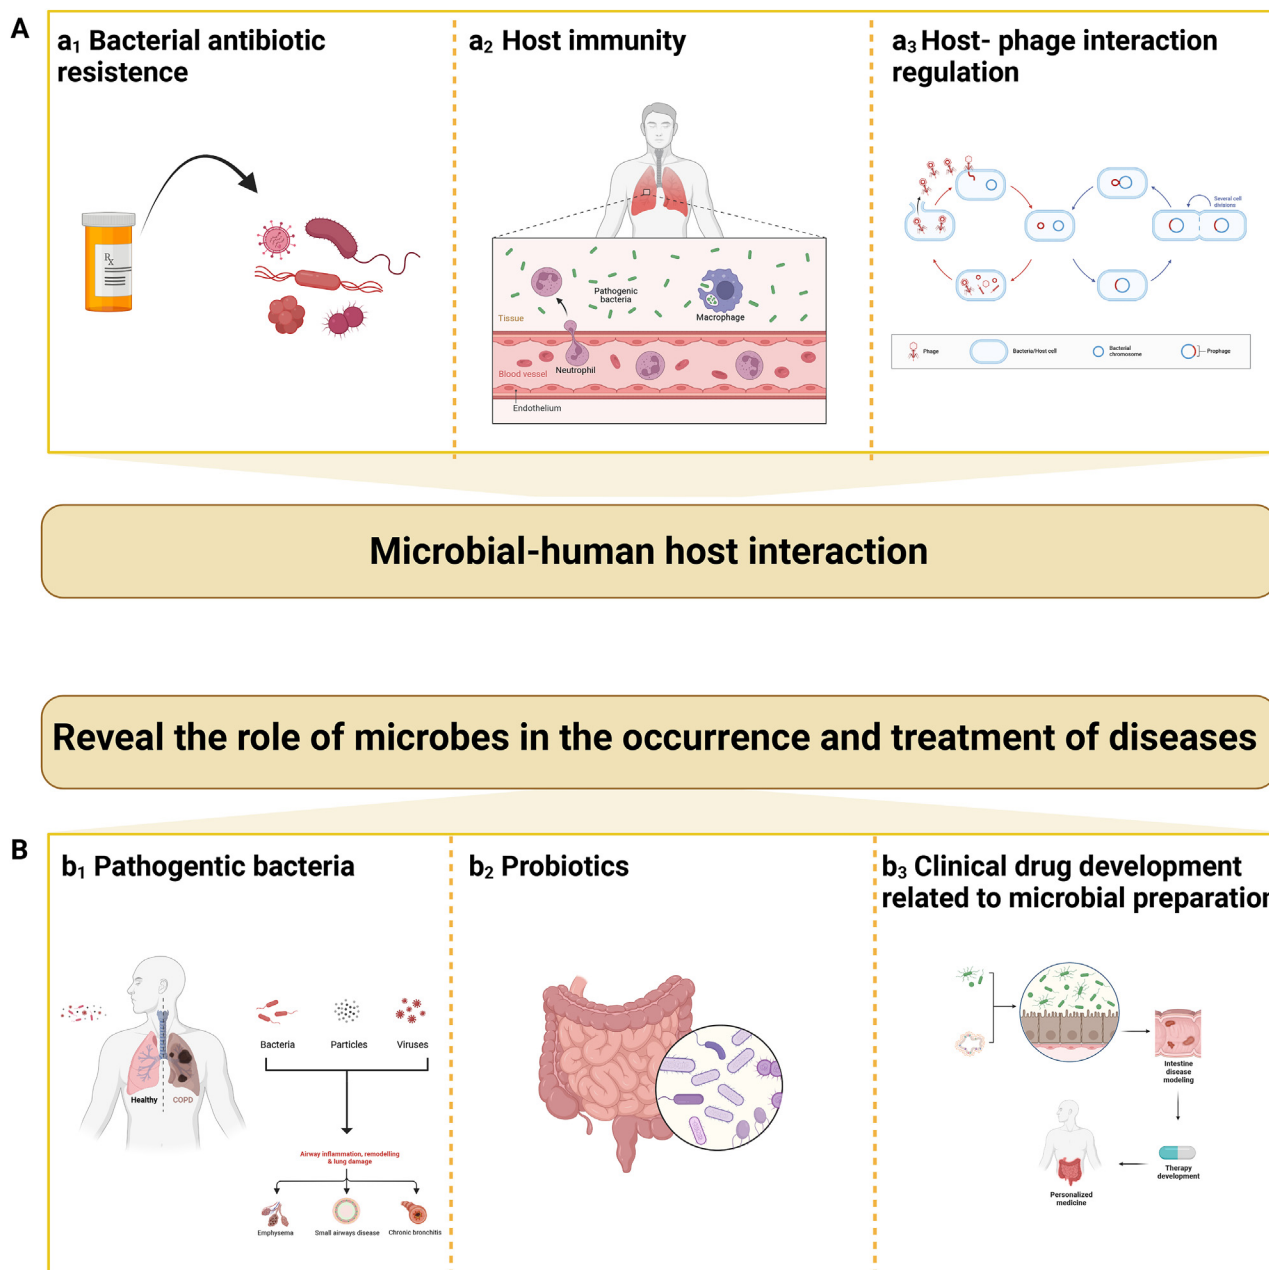 A
a₁ Bacterial antibiotic
resistence
Rx
a₂ Host immunity
Pathogenic
bacteria
Macrophage
Tissue
Blood vessel
Neutrophil
Endothelium
a₃ Host- phage interaction
regulation
Several cell
divisions
Phage
Bacteria/Host cell
Bacterial
chromosome
Prophage
Microbial-human host interaction
Reveal the role of microbes in the occurrence and treatment of diseases
B
b₁ Pathogentic bacteria
Healthy
COPD
Bacteria
Particles
Viruses
Airway inflammation, remodelling
& lung damage
Emphysema
Small airways disease
Chronic bronchitis
b₂ Probiotics
b₃ Clinical drug development
related to microbial preparation
Intestine
disease
modeling
Therapy
development
Personalized
medicine